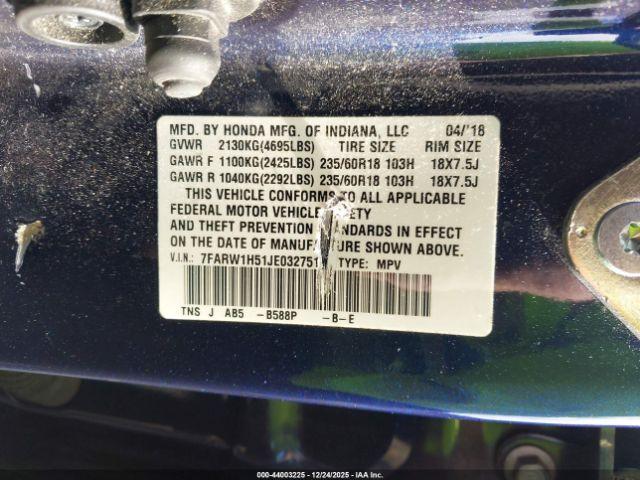 MFD. BY HONDA MFG. OF INDIANA, LLC 04/'18
GVWR 2130KG(4695LBS) TIRE SIZE RIM SIZE
GAWR F 1100KG(2425LBS) 235/60R18 103H 18X7.5J
GAWR R 1040KG(2292LBS) 235/60R18 103H 18X7.5J
THIS VEHICLE CONFORMS TO ALL APPLICABLE
FEDERAL MOTOR VEHICLE
AND THEFT PREVENTION STANDARDS IN EFFECT
ON THE DATE OF MANUFACTURE SHOWN ABOVE.
V.I.N.: 7FARW1H51JE032751 TYPE: MPV
TNS J AB5 -B588P -B-E
000-44003225 - 12/24/2025 - IAA Inc.